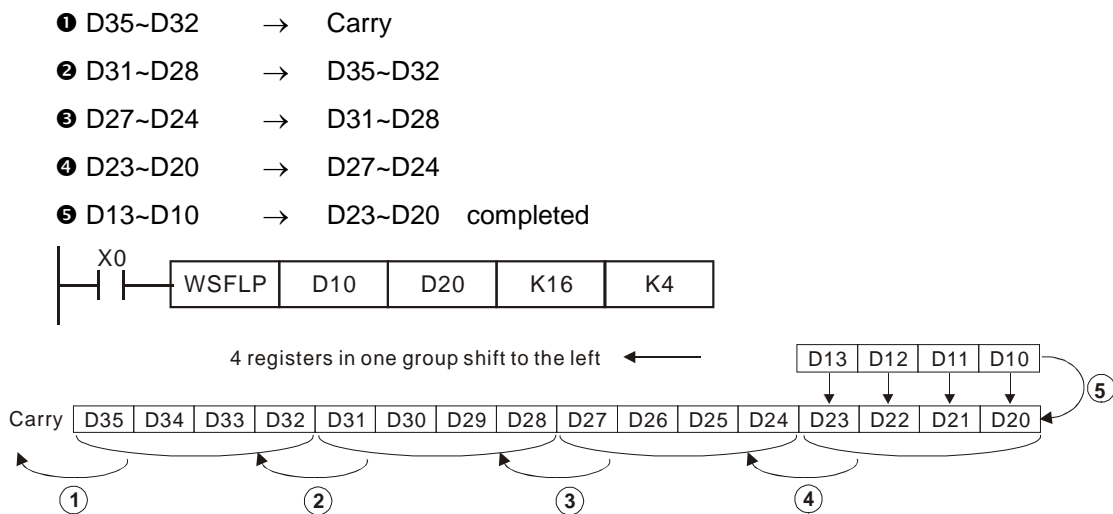 ❶ D35~D32 → Carry
❷ D31~D28 → D35~D32
❸ D27~D24 → D31~D28
❹ D23~D20 → D27~D24
❺ D13~D10 → D23~D20 completed
X0
WSFLP D10 D20 K16 K4
4 registers in one group shift to the left
D13 D12 D11 D10
5
Carry D35 D34 D33 D32 D31 D30 D29 D28 D27 D26 D25 D24 D23 D22 D21 D20
1 2 3 4